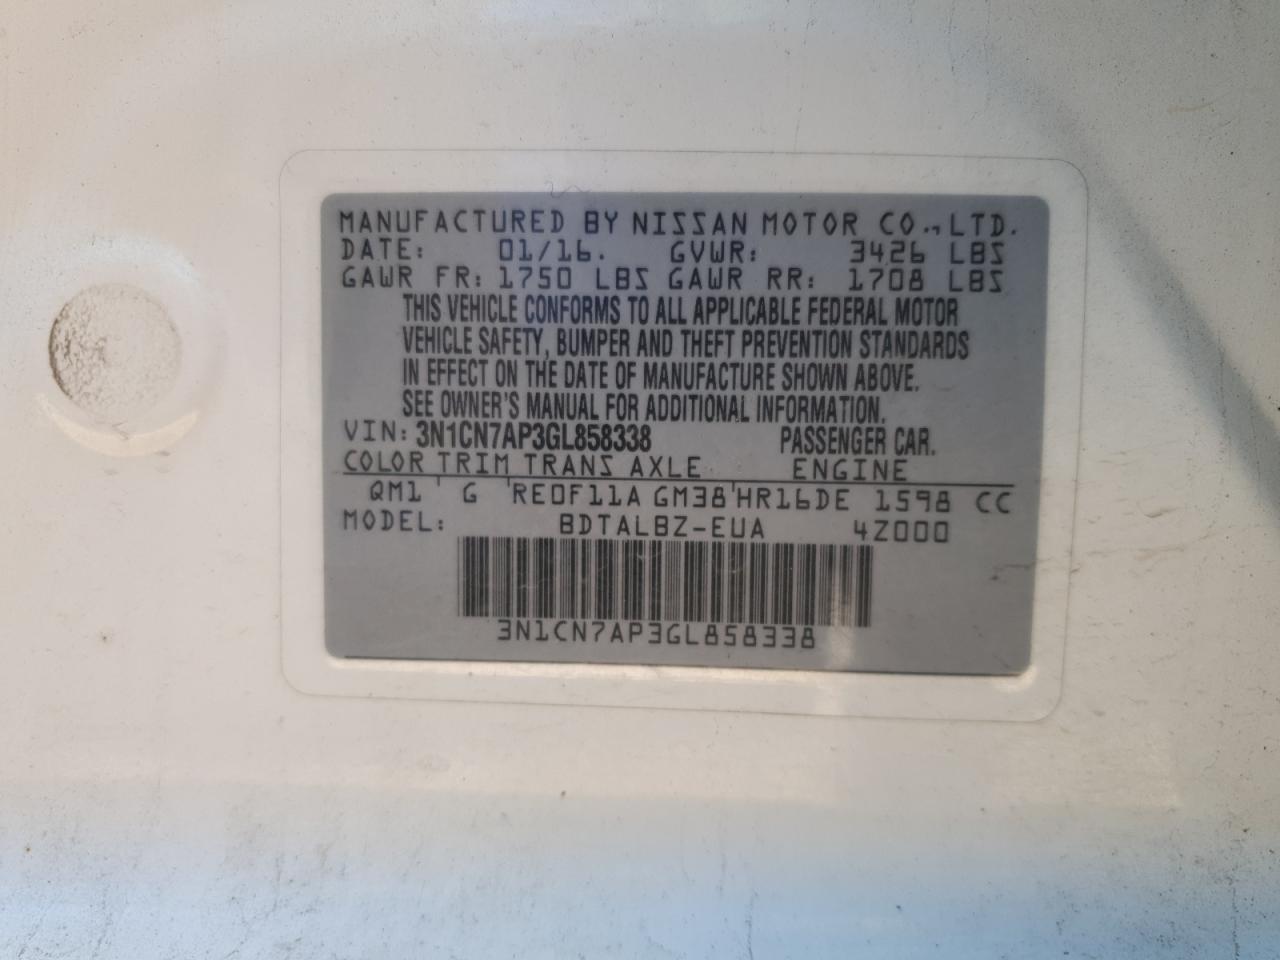 MANUFACTURED BY NISSAN MOTOR CO., LTD.
DATE: 01/16. GVWR: 3426 LBS
GAWR FR: 1750 LBS GAWR RR: 1708 LBS
THIS VEHICLE CONFORMS TO ALL APPLICABLE FEDERAL MOTOR
VEHICLE SAFETY, BUMPER AND THEFT PREVENTION STANDARDS
IN EFFECT ON THE DATE OF MANUFACTURE SHOWN ABOVE.
SEE OWNER'S MANUAL FOR ADDITIONAL INFORMATION.
VIN: 3N1CN7AP3GL858338 PASSENGER CAR.
COLOR TRIM TRANS AXLE ENGINE
QM1 G RE0F11A GM38 HR16DE 1598 CC
MODEL: BDTALBZ-EUA 4Z000
3N1CN7AP3GL858338